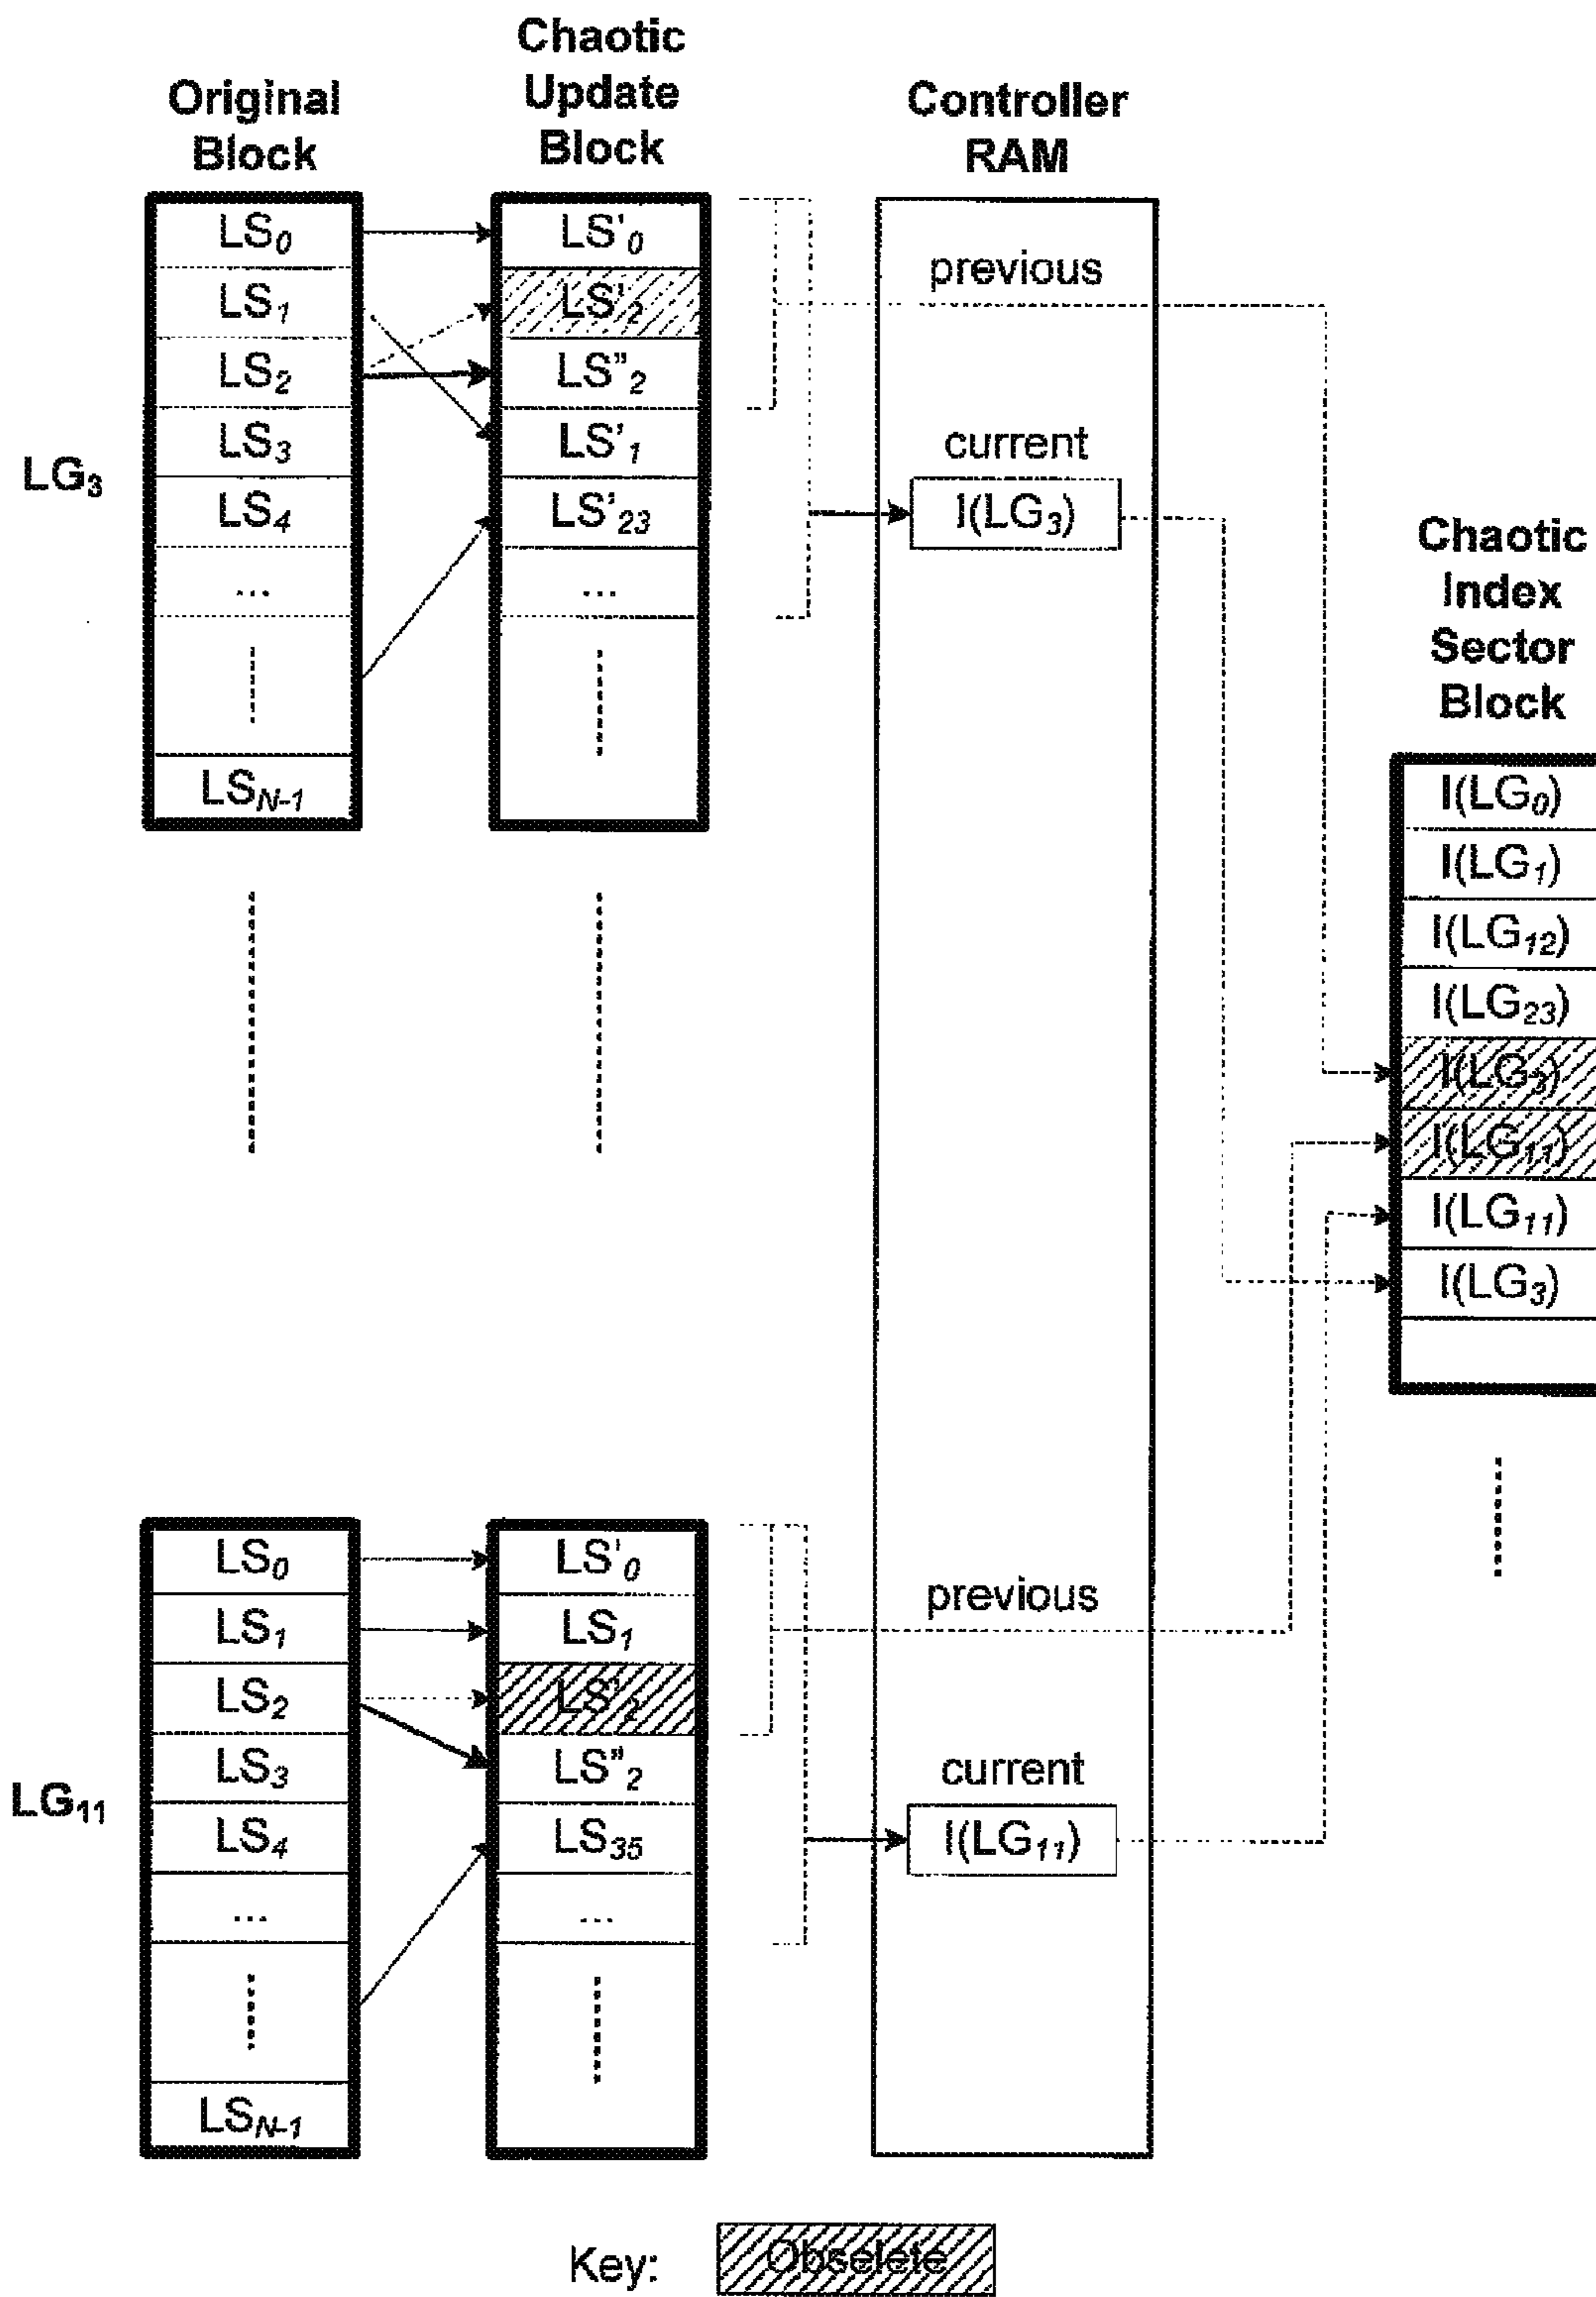 Original
Block
Chaotic
Update
Block
Controller
RAM
LG3
LS0
LS1
LS2
LS3
LS4
...
LSN-1
LS'0
LS'2
LS"2
LS'1
LS'23
...
previous
current
I(LG3)
Chaotic
Index
Sector
Block
I(LG0)
I(LG1)
I(LG12)
I(LG23)
I(LG3)
I(LG11)
I(LG11)
I(LG3)
LG11
LS0
LS1
LS2
LS3
LS4
...
LSN-1
LS'0
LS1
LS'2
LS"2
LS35
...
previous
current
I(LG11)
Key:
Obselete